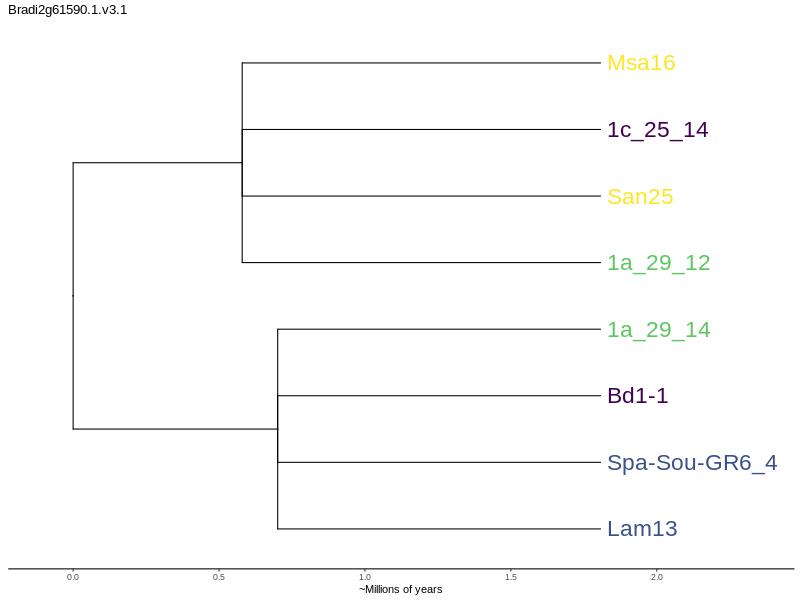 Bradi2g61590.1.v3.1
Msa16
1c_25_14
San25
1a_29_12
1a_29_14
Bd1-1
Spa-Sou-GR6_4
Lam13
0.0 0.5 1.0 1.5 2.0
~Millions of years